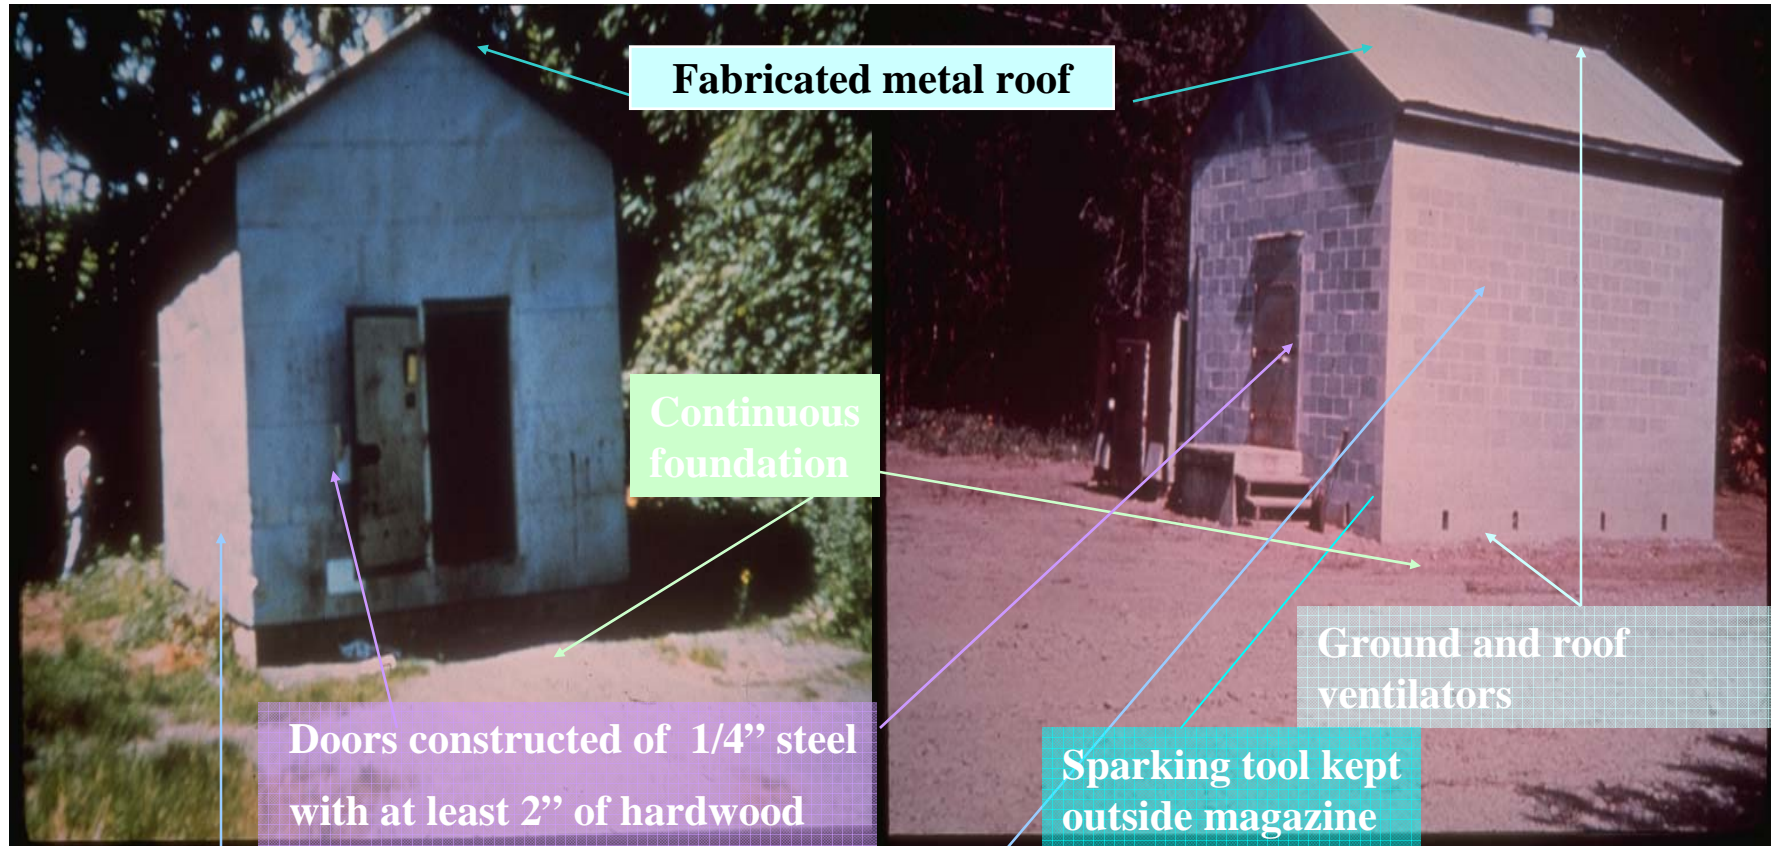 Fabricated metal roof
Continuous
foundation
Ground and roof
ventilators
Doors constructed of 1/4” steel
with at least 2” of hardwood
Sparking tool kept
outside magazine